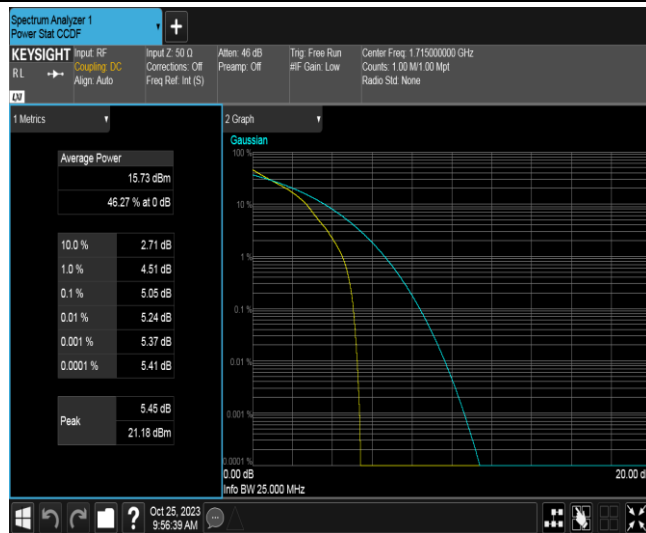 Spectrum Analyzer 1
Power Stat CCDF
+
KEYSIGHT
RL
Input: RF
Coupling: DC
Align: Auto
Input Z: 50 Ω
Corrections: Off
Freq Ref: Int (S)
Atten: 46 dB
Preamp: Off
Trig: Free Run
#IF Gain: Low
Center Freq: 1.715000000 GHz
Counts: 1.00 M/1.00 Mpt
Radio Std: None
1 Metrics
Average Power
15.73 dBm
46.27 % at 0 dB
10.0 % 2.71 dB
1.0 % 4.51 dB
0.1 % 5.05 dB
0.01 % 5.24 dB
0.001 % 5.37 dB
0.0001 % 5.41 dB
Peak
5.45 dB
21.18 dBm
2 Graph
Gaussian
100 %
10 %
1 %
0.1 %
0.01 %
0.001 %
0.0001 %
0.00 dB
20.00 d
Info BW 25.000 MHz
?
Oct 25, 2023
9:56:39 AM